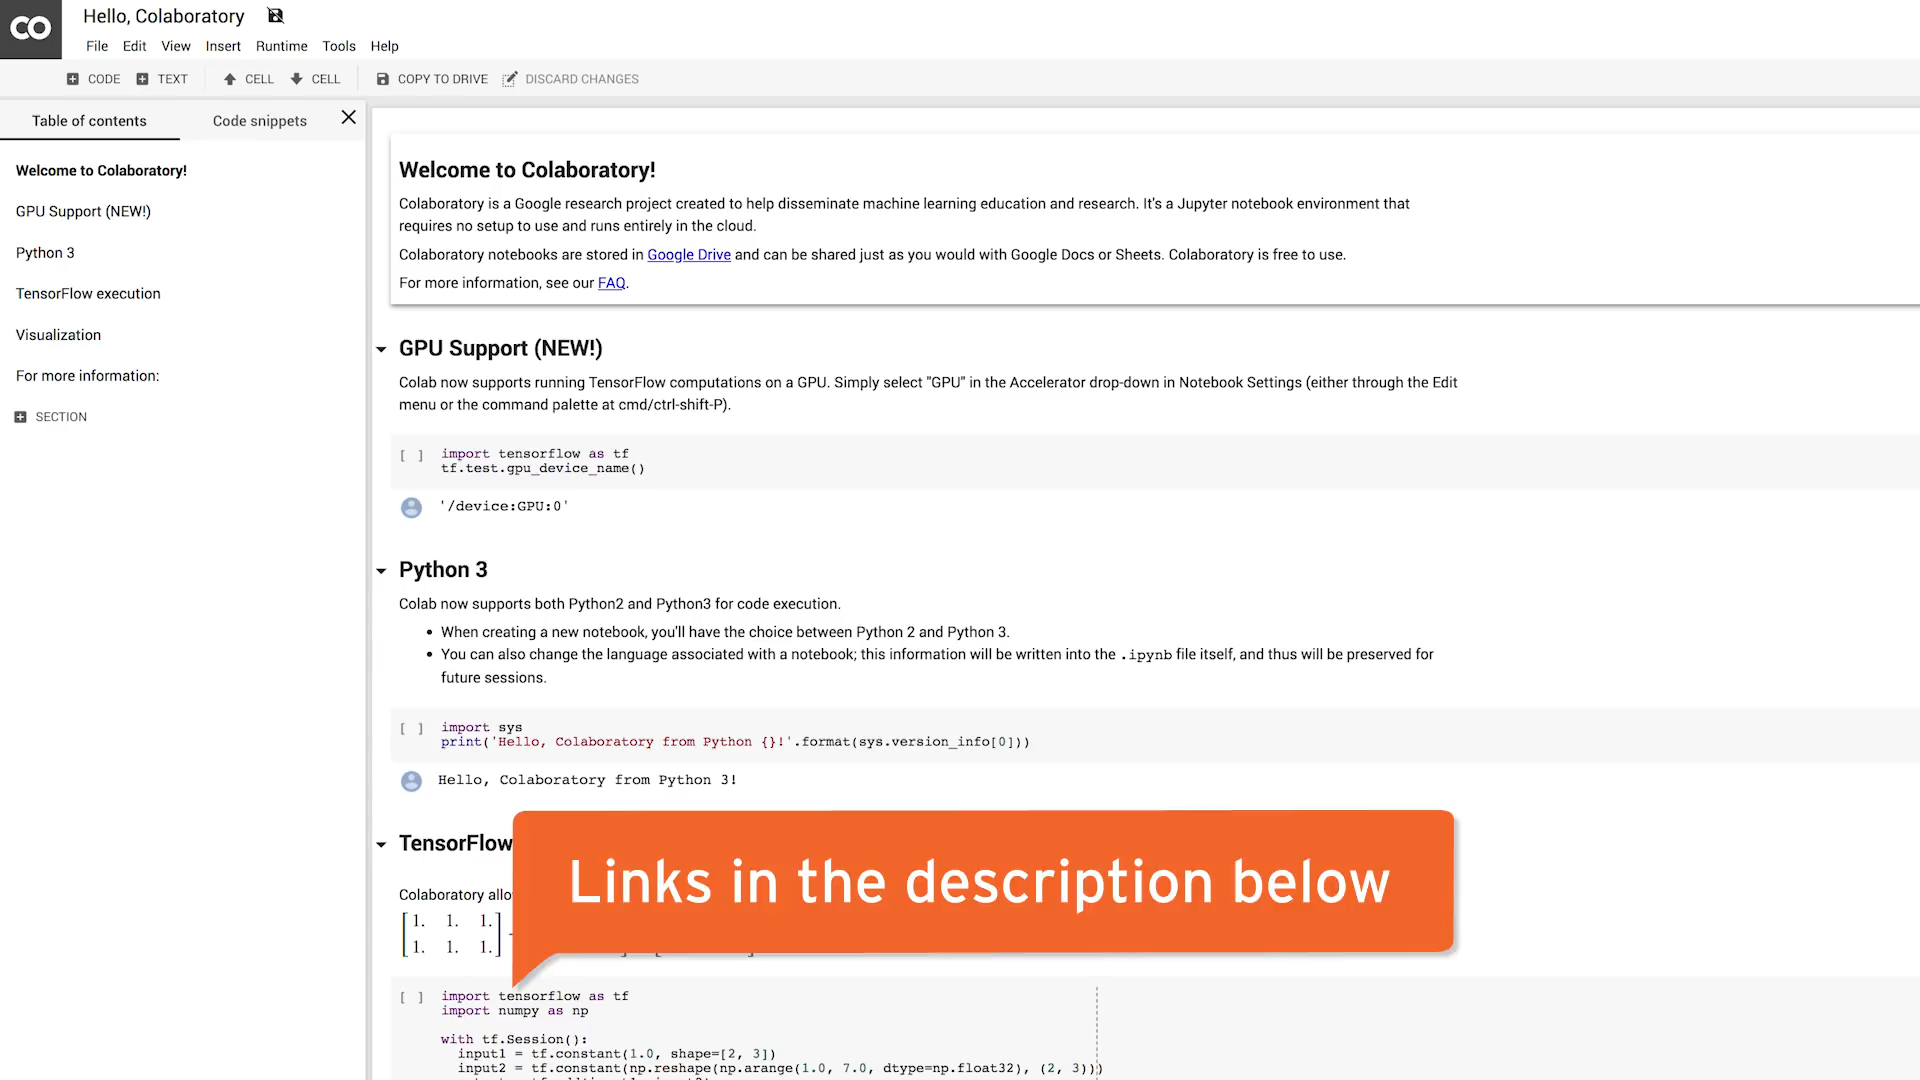 CO
Hello, Colaboratory
File Edit View Insert Runtime Tools Help
CODE TEXT CELL CELL COPY TO DRIVE DISCARD CHANGES
Table of contents Code snippets
Welcome to Colaboratory!
GPU Support (NEW!)
Python 3
TensorFlow execution
Visualization
For more information:
SECTION
Welcome to Colaboratory!
Colaboratory is a Google research project created to help disseminate machine learning education and research. It's a Jupyter notebook environment that
requires no setup to use and runs entirely in the cloud.
Colaboratory notebooks are stored in Google Drive and can be shared just as you would with Google Docs or Sheets. Colaboratory is free to use.
For more information, see our FAQ.
GPU Support (NEW!)
Colab now supports running TensorFlow computations on a GPU. Simply select "GPU" in the Accelerator drop-down in Notebook Settings (either through the Edit
menu or the command palette at cmd/ctrl-shift-P).
[ ] import tensorflow as tf
tf.test.gpu_device_name()
'/device:GPU:0'
Python 3
Colab now supports both Python2 and Python3 for code execution.
• When creating a new notebook, you'll have the choice between Python 2 and Python 3.
• You can also change the language associated with a notebook; this information will be written into the .ipynb file itself, and thus will be preserved for
future sessions.
[ ] import sys
print('Hello, Colaboratory from Python {}!'.format(sys.version_info[0]))
Hello, Colaboratory from Python 3!
TensorFlow
Colaboratory allo
1. 1. 1.
1. 1. 1.
Links in the description below
[ ] import tensorflow as tf
import numpy as np
with tf.Session():
input1 = tf.constant(1.0, shape=[2, 3])
input2 = tf.constant(np.reshape(np.arange(1.0, 7.0, dtype=np.float32), (2, 3)))